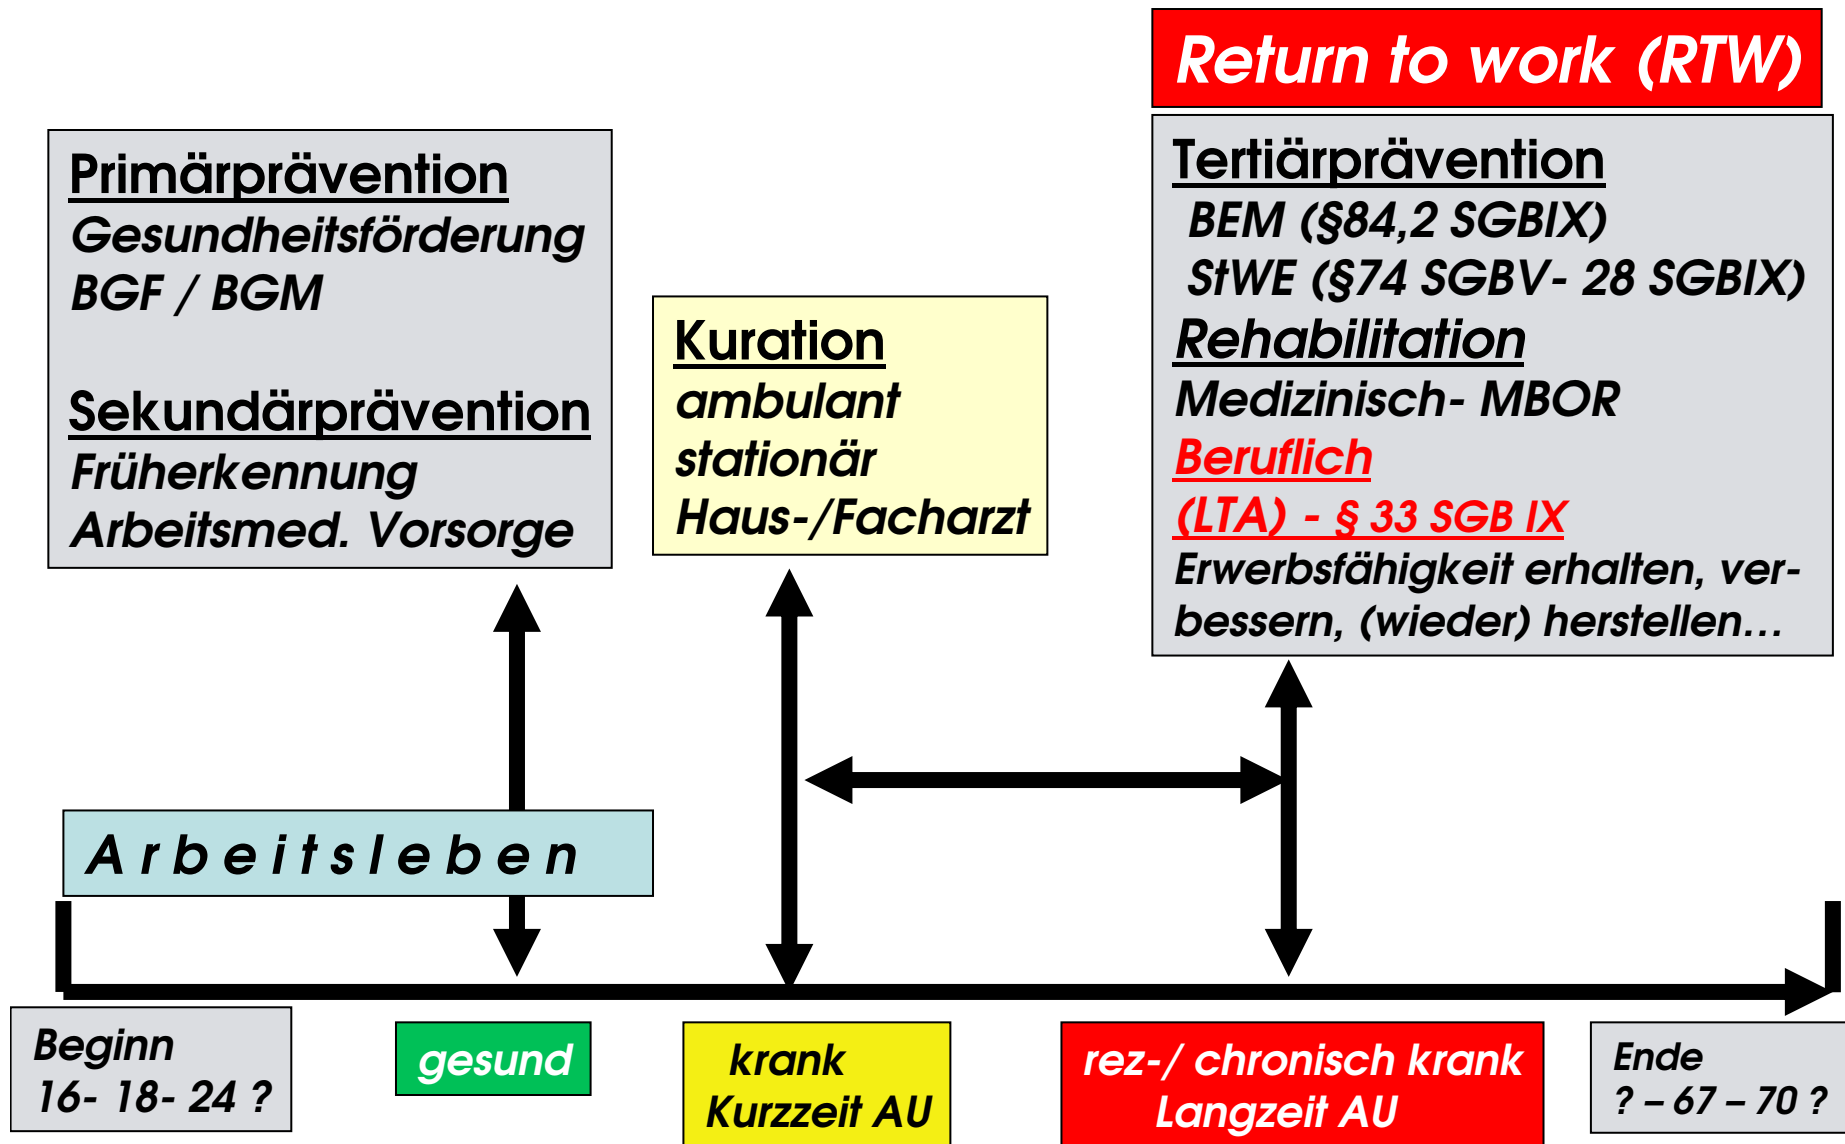 Return to work (RTW)
Primärprävention
Gesundheitsförderung
BGF / BGM
Sekundärprävention
Früherkennung
Arbeitsmed. Vorsorge
Kuration
ambulant
stationär
Haus-/Facharzt
Tertiärprävention
BEM (§84,2 SGBIX)
StWE (§74 SGBV- 28 SGBIX)
Rehabilitation
Medizinisch- MBOR
Beruflich
(LTA) - § 33 SGB IX
Erwerbsfähigkeit erhalten, ver-
bessern, (wieder) herstellen...
Arbeitsleben
Beginn
16- 18- 24 ?
gesund
krank
Kurzzeit AU
rez-/ chronisch krank
Langzeit AU
Ende
? – 67 – 70 ?